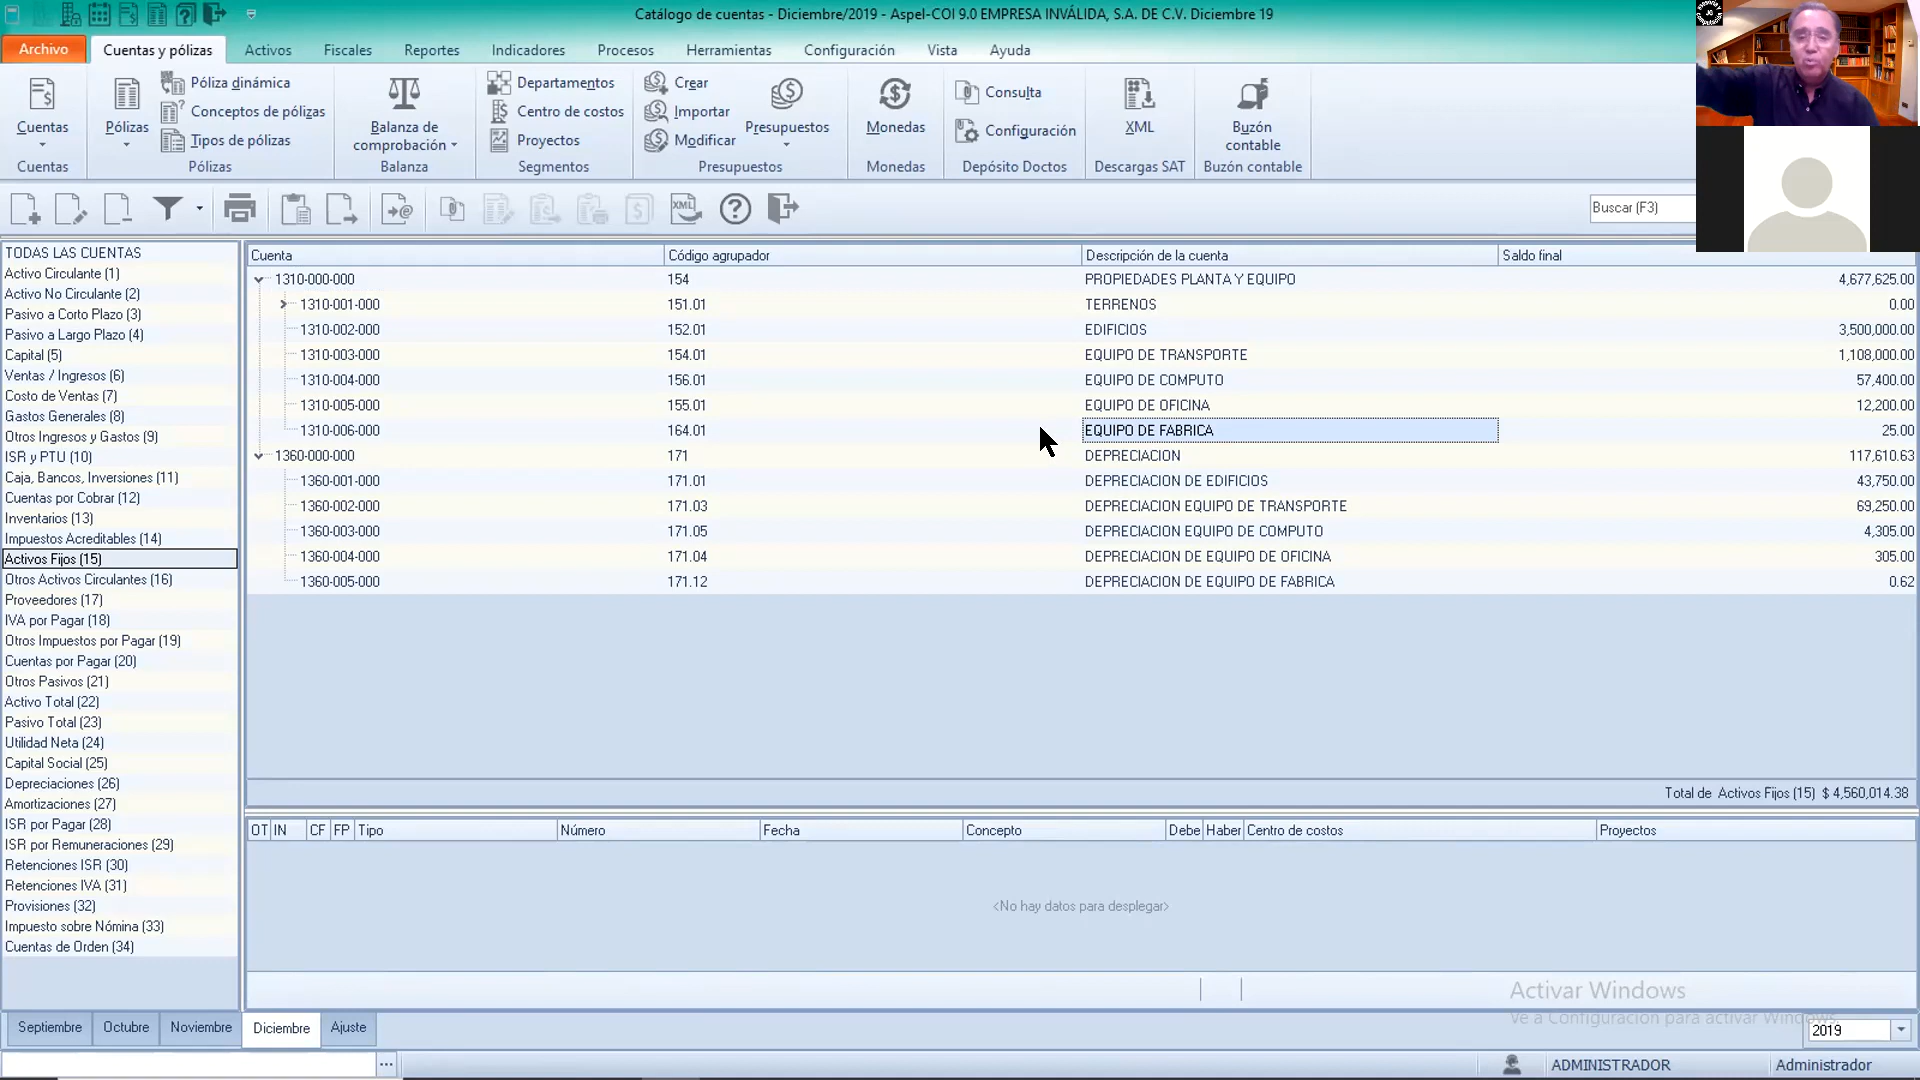 Catálogo de cuentas - Diciembre/2019 - Aspel-COI 9.0 EMPRESA INVÁLIDA, S.A. DE C.V. Diciembre 19
Archivo Cuentas y pólizas Activos Fiscales Reportes Indicadores Procesos Herramientas Configuración Vista Ayuda
Cuentas
Cuentas
Pólizas
Póliza dinámica
Conceptos de pólizas
Tipos de pólizas
Pólizas
Balanza de
comprobación
Balanza
Departamentos
Centro de costos
Proyectos
Segmentos
Crear
Importar
Modificar
Presupuestos
Presupuestos
Monedas
Monedas
Consulta
Configuración
Depósito Doctos
XML
Descargas SAT
Buzón
contable
Buzón contable
XML
Buscar (F3)
TODAS LAS CUENTAS
Activo Circulante (1)
Activo No Circulante (2)
Pasivo a Corto Plazo (3)
Pasivo a Largo Plazo (4)
Capital (5)
Ventas / Ingresos (6)
Costo de Ventas (7)
Gastos Generales (8)
Otros Ingresos y Gastos (9)
ISR y PTU (10)
Caja, Bancos, Inversiones (11)
Cuentas por Cobrar (12)
Inventarios (13)
Impuestos Acreditables (14)
Activos Fijos (15)
Otros Activos Circulantes (16)
Proveedores (17)
IVA por Pagar (18)
Otros Impuestos por Pagar (19)
Cuentas por Pagar (20)
Otros Pasivos (21)
Activo Total (22)
Pasivo Total (23)
Utilidad Neta (24)
Capital Social (25)
Depreciaciones (26)
Amortizaciones (27)
ISR por Pagar (28)
ISR por Remuneraciones (29)
Retenciones ISR (30)
Retenciones IVA (31)
Provisiones (32)
Impuesto sobre Nómina (33)
Cuentas de Orden (34)
Cuenta Código agrupador Descripción de la cuenta Saldo final
1310-000-000 154 PROPIEDADES PLANTA Y EQUIPO 4,677,625.00
1310-001-000 151.01 TERRENOS 0.00
1310-002-000 152.01 EDIFICIOS 3,500,000.00
1310-003-000 154.01 EQUIPO DE TRANSPORTE 1,108,000.00
1310-004-000 156.01 EQUIPO DE COMPUTO 57,400.00
1310-005-000 155.01 EQUIPO DE OFICINA 12,200.00
1310-006-000 164.01 EQUIPO DE FABRICA 25.00
1360-000-000 171 DEPRECIACION 117,610.63
1360-001-000 171.01 DEPRECIACION DE EDIFICIOS 43,750.00
1360-002-000 171.03 DEPRECIACION EQUIPO DE TRANSPORTE 69,250.00
1360-003-000 171.05 DEPRECIACION EQUIPO DE COMPUTO 4,305.00
1360-004-000 171.04 DEPRECIACION DE EQUIPO DE OFICINA 305.00
1360-005-000 171.12 DEPRECIACION DE EQUIPO DE FABRICA 0.62
Total de Activos Fijos (15) $ 4,560,014.38
OT IN CF FP Tipo Número Fecha Concepto Debe Haber Centro de costos Proyectos
<No hay datos para desplegar>
Activar Windows
Ve a Configuración para activar Windows
Septiembre Octubre Noviembre Diciembre Ajuste 2019
ADMINISTRADOR Administrador